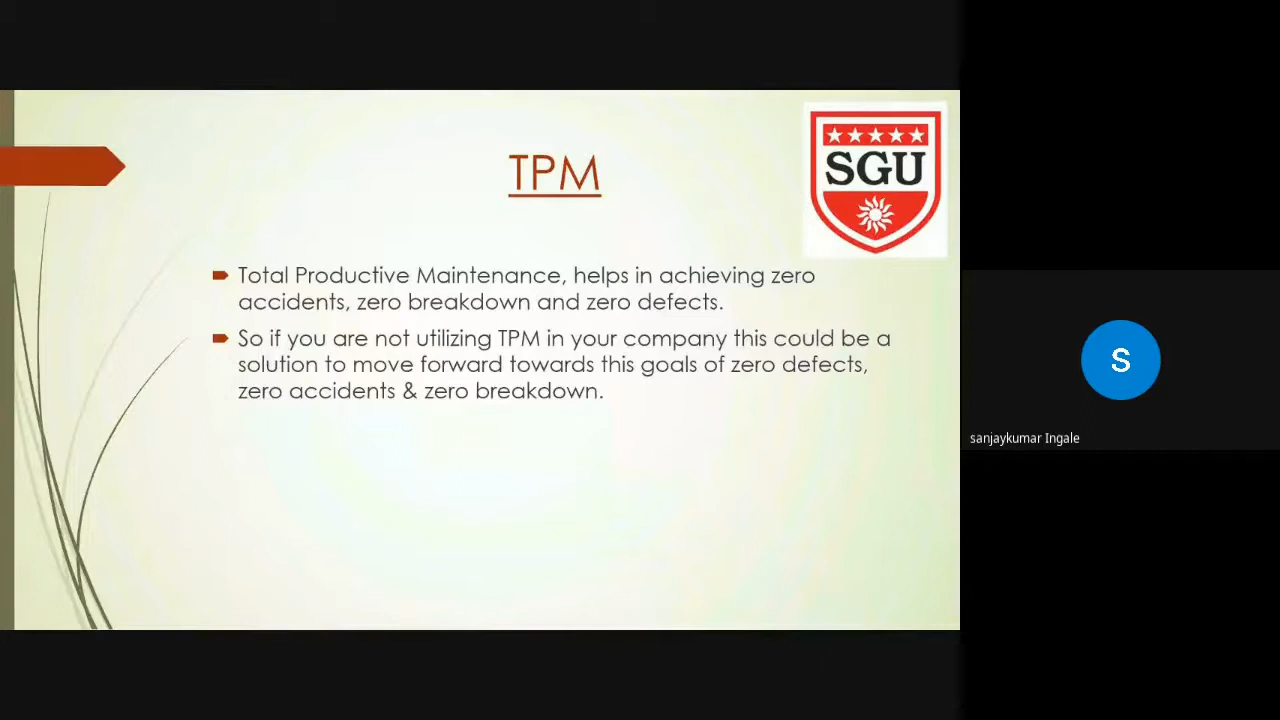 TPM
SGU
Total Productive Maintenance, helps in achieving zero
accidents, zero breakdown and zero defects.
So if you are not utilizing TPM in your company this could be a
solution to move forward towards this goals of zero defects,
zero accidents & zero breakdown.
S
sanjaykumar Ingale